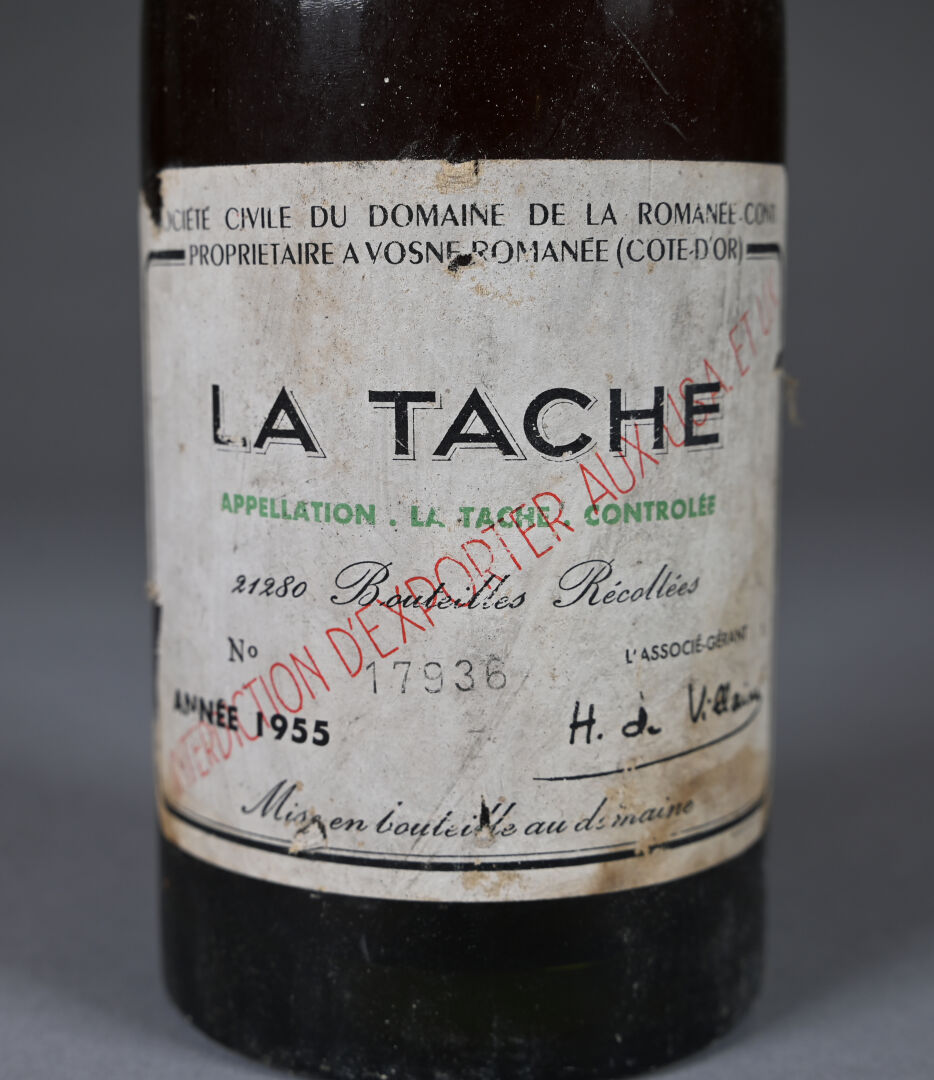 SOCIÉTÉ CIVILE DU DOMAINE DE LA ROMANÉE-CONTI
PROPRIETAIRE A VOSNE-ROMANÉE (COTE-D'OR)
LA TACHE
APPELLATION . LA TACHE . CONTROLÉE
21280 Bouteilles Récoltées
No 17936
L'ASSOCIÉ-GÉRANT
ANNÉE 1955
H. de Villaine
Mise en bouteille au domaine
INTERDICTION D'EXPORTER AUX USA ET